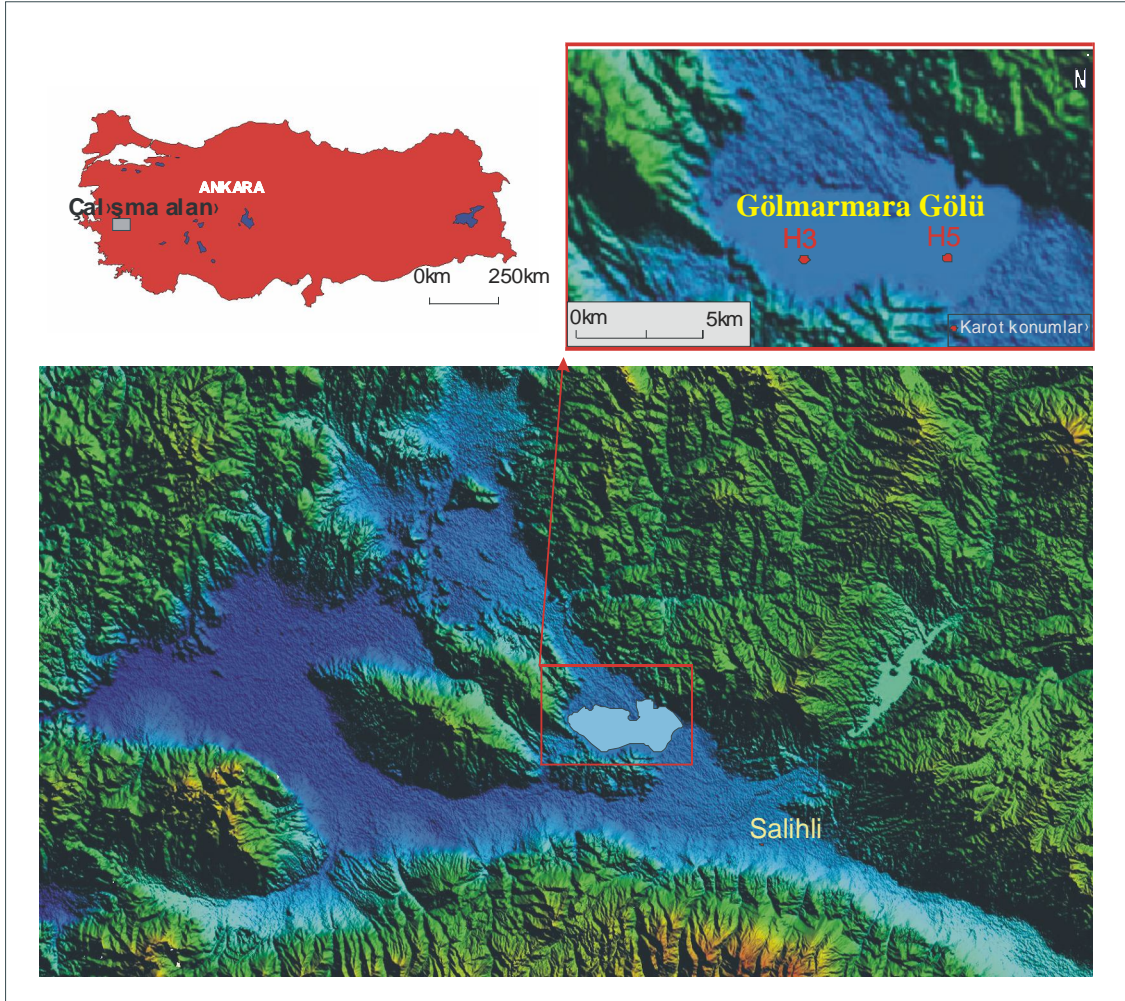 ANKARA
Çal›şma alan›
0km 250km
N
Gölmarmara Gölü
H3 H5
0km 5km
Karot konumlar›
Salihli